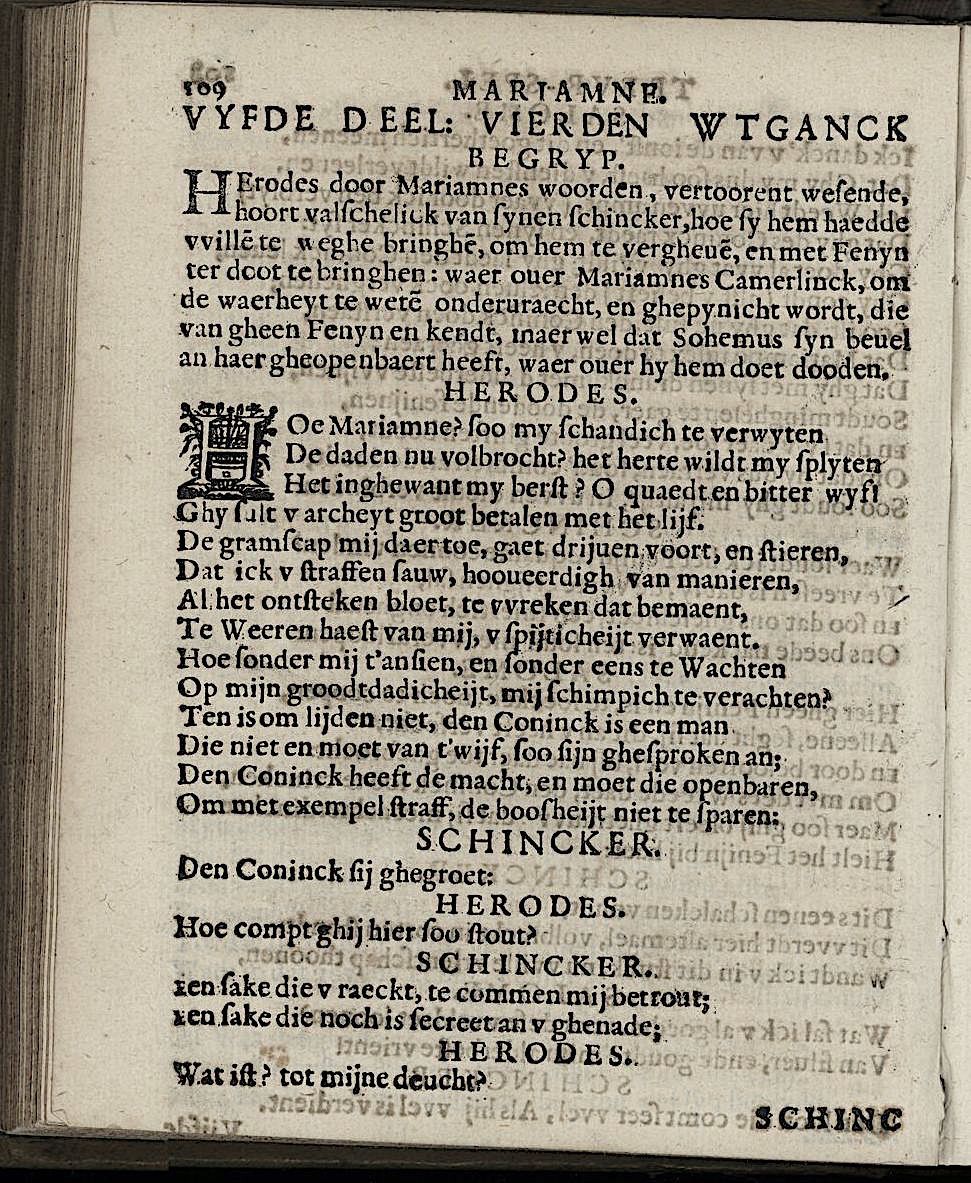 109
MARIAMNE.
VYFDE DEEL: VIERDEN WTGANCK
BEGRYP.
HErodes door Mariamnes woorden, vertoorent weſende,
hoort valſchelick van ſynen ſchincker, hoe ſy hem haedde
vvillē te weghe bringhē, om hem te vergheuē, en met Fenyn
ter doot te bringhen: waer ouer Mariamnes Camerlinck, om
de waerheyt te wetē onderuraecht, en ghepynicht wordt, die
van gheen Fenyn en kendt, maer wel dat Sohemus ſyn beuel
an haer gheopenbaert heeft, waer ouer hy hem doet dooden.
HERODES.
Oe Mariamne? ſoo my ſchandich te verwyten
De daden nu volbrocht? het herte wildt my ſplyten
Het inghewant my berſt? O quaedt en bitter wyf!
Ghy ſult v archeyt groot betalen met het lijf.
De gramſcap mij daer toe, gaet drijuen voort, en ſtieren,
Dat ick v ſtraffen ſauw, hooueerdigh van manieren,
Al het ontſteken bloet, te vvreken dat bemaent,
Te Weeren haeſt van mij, v ſpijticheijt verwaent.
Hoe ſonder mij t'anſien, en ſonder eens te Wachten
Op mijn groodtdadicheijt, mij ſchimpich te verachten?
Ten is om lijden niet, den Coninck is een man
Die niet en moet van t'wijf, ſoo ſijn gheſproken an;
Den Coninck heeft de macht, en moet die openbaren,
Om met exempel ſtraff, de booſheijt niet te ſparen:
SCHINCKER.
Den Coninck ſij ghegroet:
HERODES.
Hoe compt ghij hier ſoo ſtout?
SCHINCKER.
Een ſake die v raeckt, te commen mij betrout;
Een ſake die noch is ſecreet an v ghenade;
HERODES.
Wat iſt? tot mijne deucht?
SCHINC